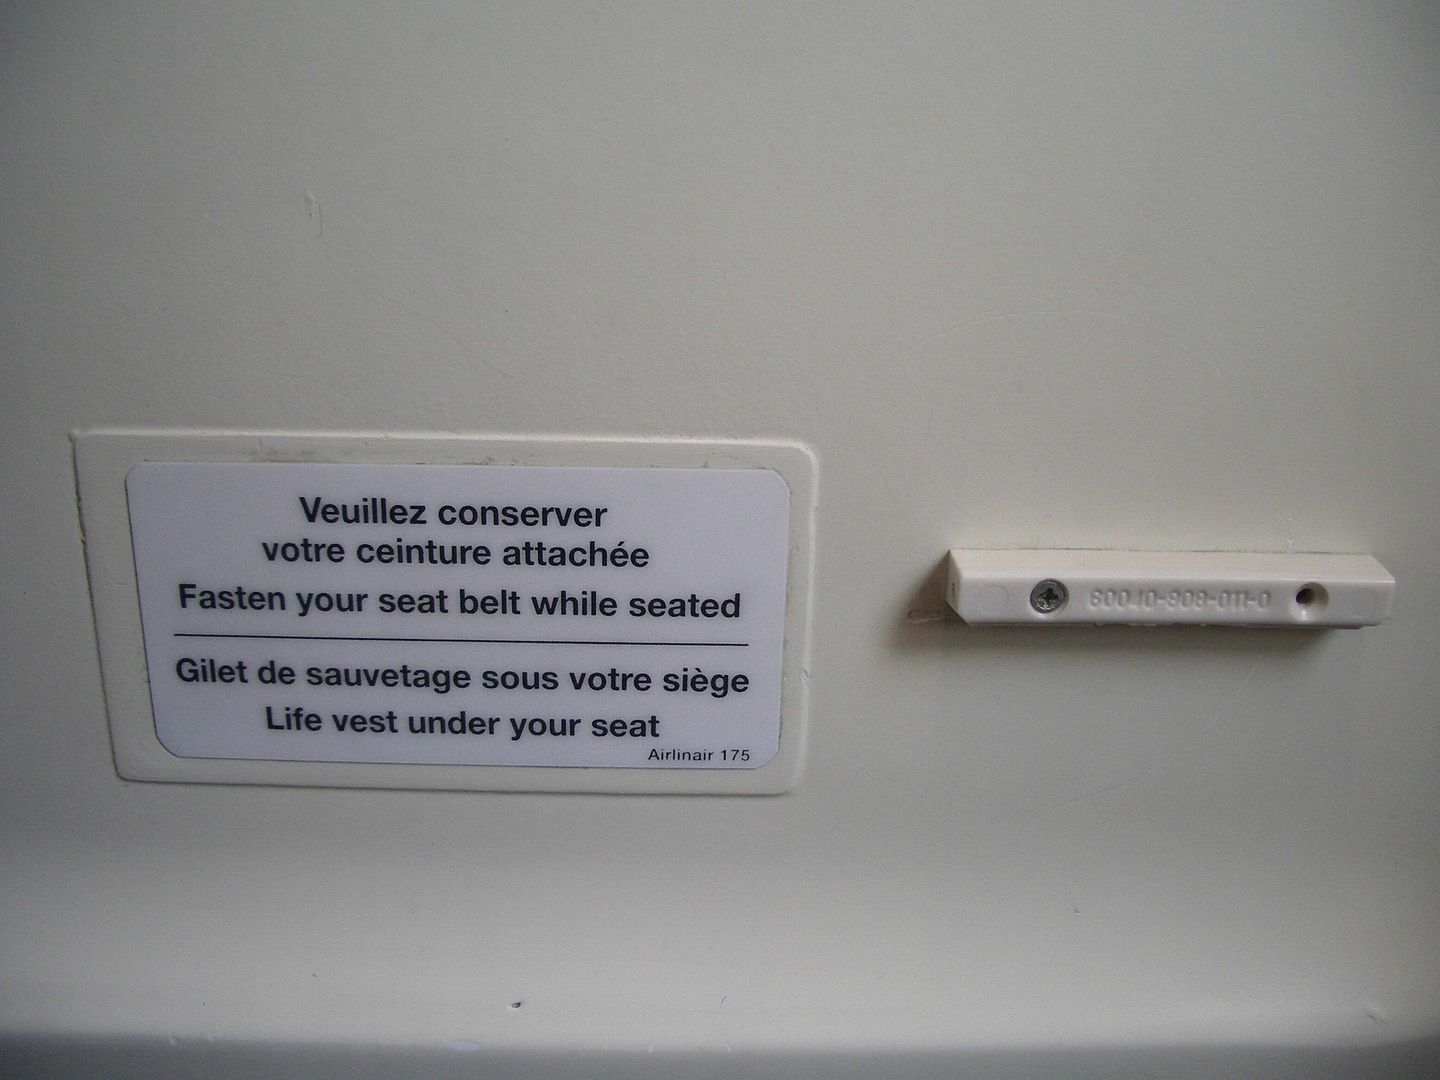 Veuillez conserver
votre ceinture attachée
Fasten your seat belt while seated
Gilet de sauvetage sous votre siège
Life vest under your seat
Airlinair 175